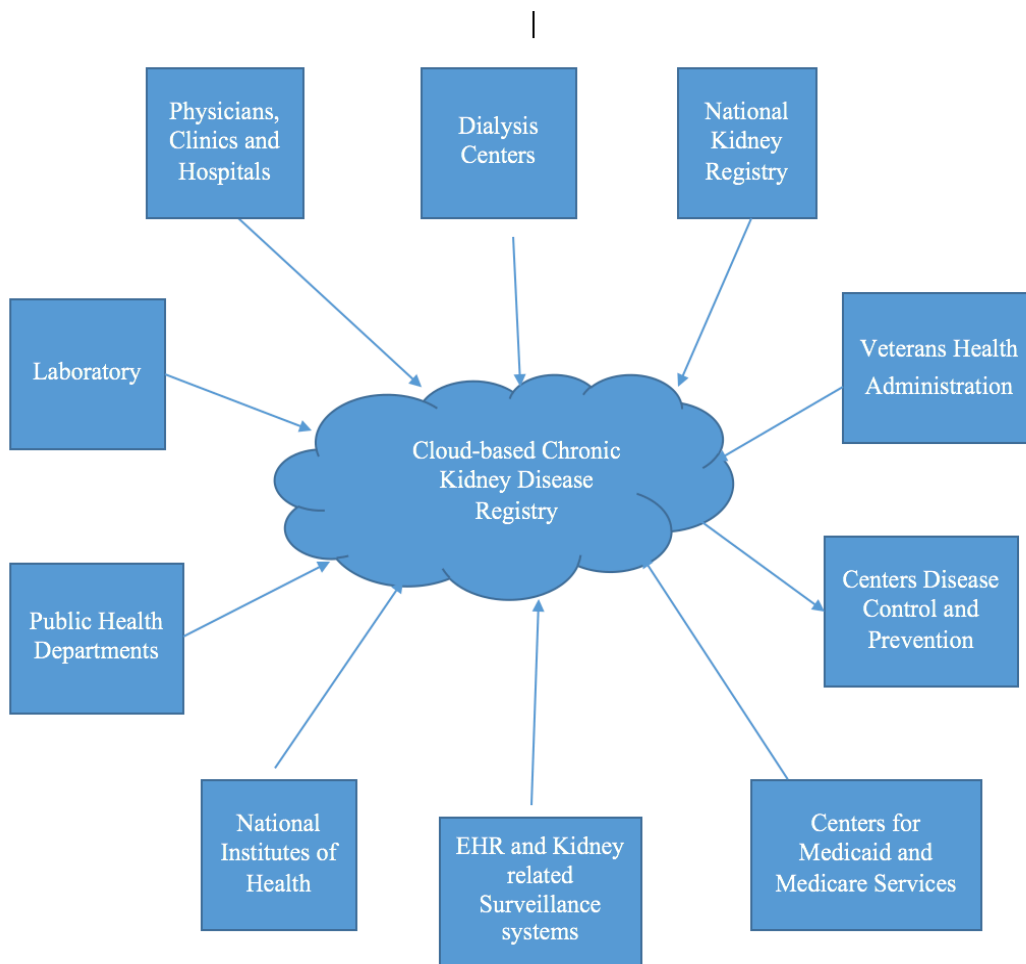 Physicians,
Clinics and
Hospitals
Dialysis
Centers
National
Kidney
Registry
Laboratory
Veterans Health
Administration
Cloud-based Chronic
Kidney Disease
Registry
Public Health
Departments
Centers Disease
Control and
Prevention
National
Institutes of
Health
EHR and Kidney
related
Surveillance
systems
Centers for
Medicaid and
Medicare Services